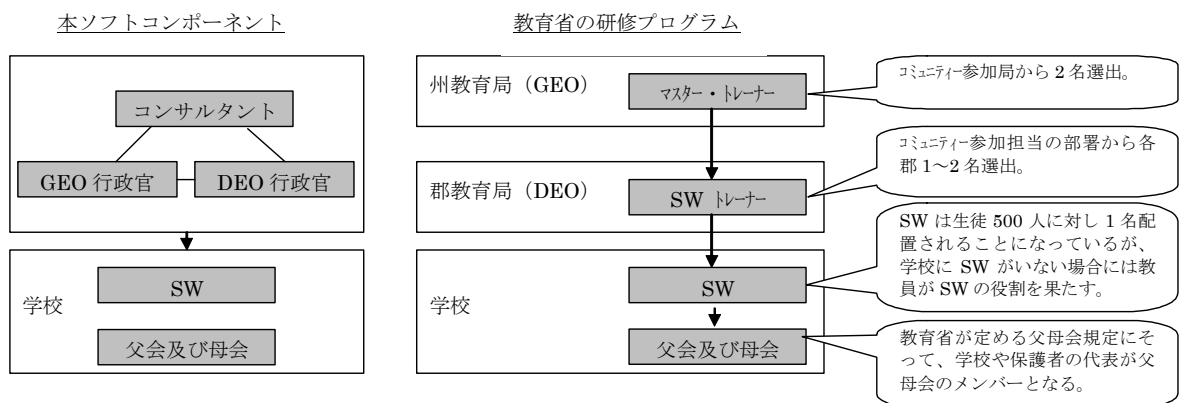 本ソフトコンポーネント
コンサルタント
GEO 行政官
DEO 行政官
学校
SW
父会及び母会
教育省の研修プログラム
州教育局（GEO）
マスター・トレーナー
郡教育局（DEO）
SW トレーナー
学校
SW
父会及び母会
コミュニティー参加局から 2 名選出。
コミュニティー参加担当の部署から各
郡 1～2 名選出。
SW は生徒 500 人に対し 1 名配
置されることになっているが、
学校に SW がいない場合には教
員が SW の役割を果たす。
教育省が定める父母会規定にそ
って、学校や保護者の代表が父
母会のメンバーとなる。